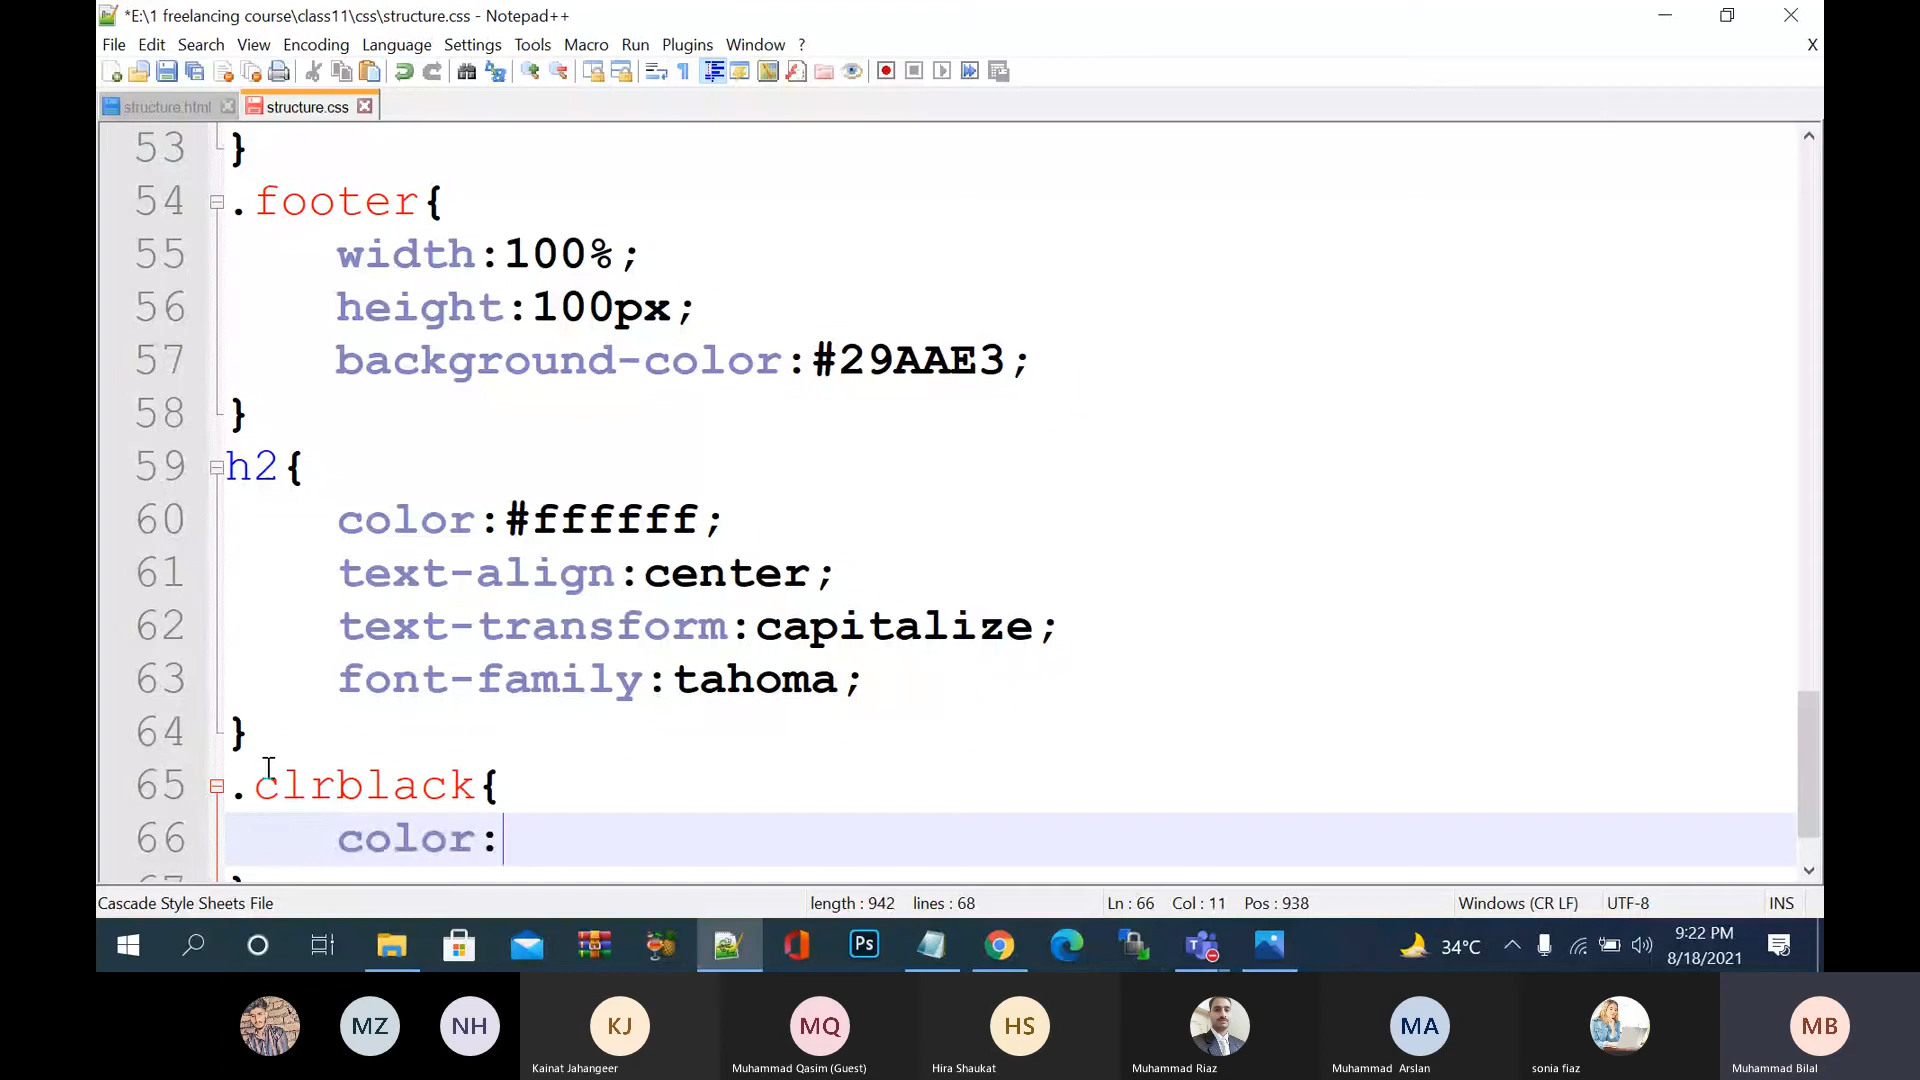 *E:\1 freelancing course\class11\css\structure.css - Notepad++
File Edit Search View Encoding Language Settings Tools Macro Run Plugins Window ? X
structure.html structure.css
53 }
54 .footer{
55 width:100%;
56 height:100px;
57 background-color:#29AAE3;
58 }
59 h2{
60 color:#ffffff;
61 text-align:center;
62 text-transform:capitalize;
63 font-family:tahoma;
64 }
65 .clrblack{
66 color:
Cascade Style Sheets File length : 942 lines : 68 Ln : 66 Col : 11 Pos : 938 Windows (CR LF) UTF-8 INS
Ps 34°C 9:22 PM
8/18/2021
MZ NH KJ MQ HS MA MB
Kainat Jahangeer Muhammad Qasim (Guest) Hira Shaukat Muhammad Riaz Muhammad Arslan sonia fiaz Muhammad Bilal